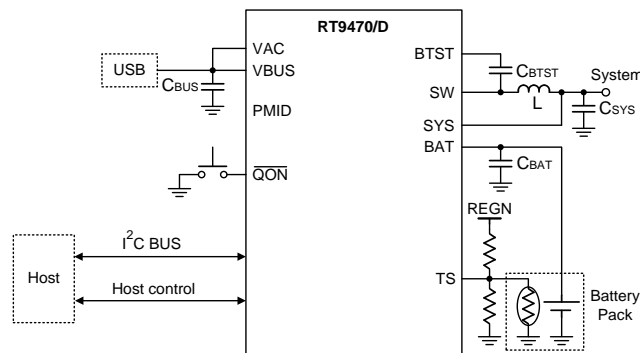 RT9470/D
VAC
VBUS
PMID
QON
USB
CBUS
BTST
SW
SYS
BAT
TS
CBTST
L
System
CSYS
CBAT
REGN
Battery
Pack
Host
I²C BUS
Host control